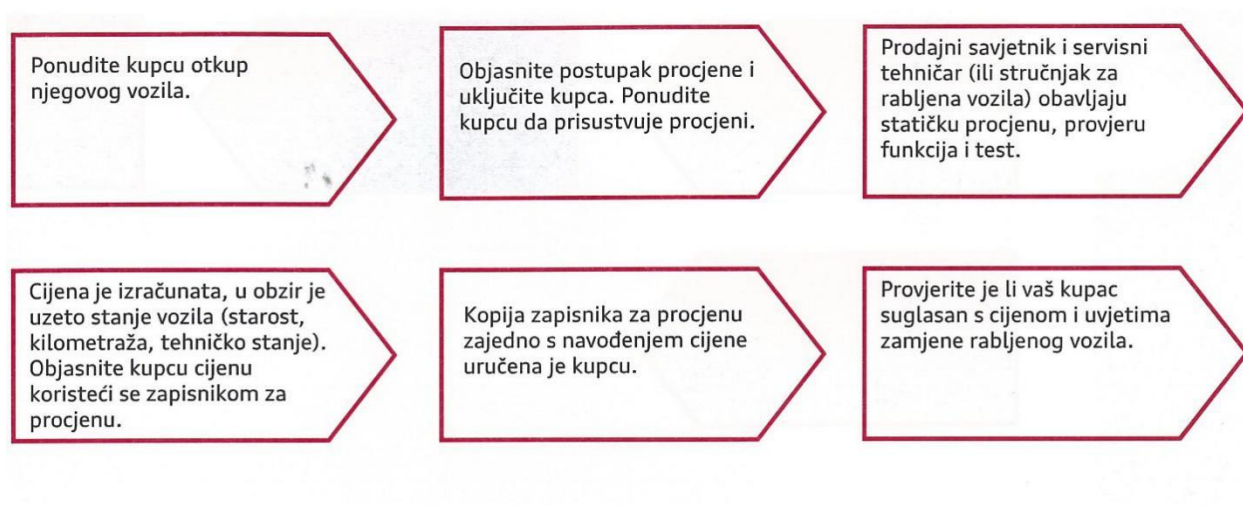 Ponudite kupcu otkup
njegovog vozila.
Objasnite postupak procjene i
uključite kupca. Ponudite
kupcu da prisustvuje procjeni.
Prodajni savjetnik i servisni
tehničar (ili stručnjak za
rabljena vozila) obavljaju
statičku procjenu, provjeru
funkcija i test.
Cijena je izračunata, u obzir je
uzeto stanje vozila (starost,
kilometraža, tehničko stanje).
Objasnite kupcu cijenu
koristeći se zapisnikom za
procjenu.
Kopija zapisnika za procjenu
zajedno s navođenjem cijene
uručena je kupcu.
Provjerite je li vaš kupac
suglasan s cijenom i uvjetima
zamjene rabljenog vozila.